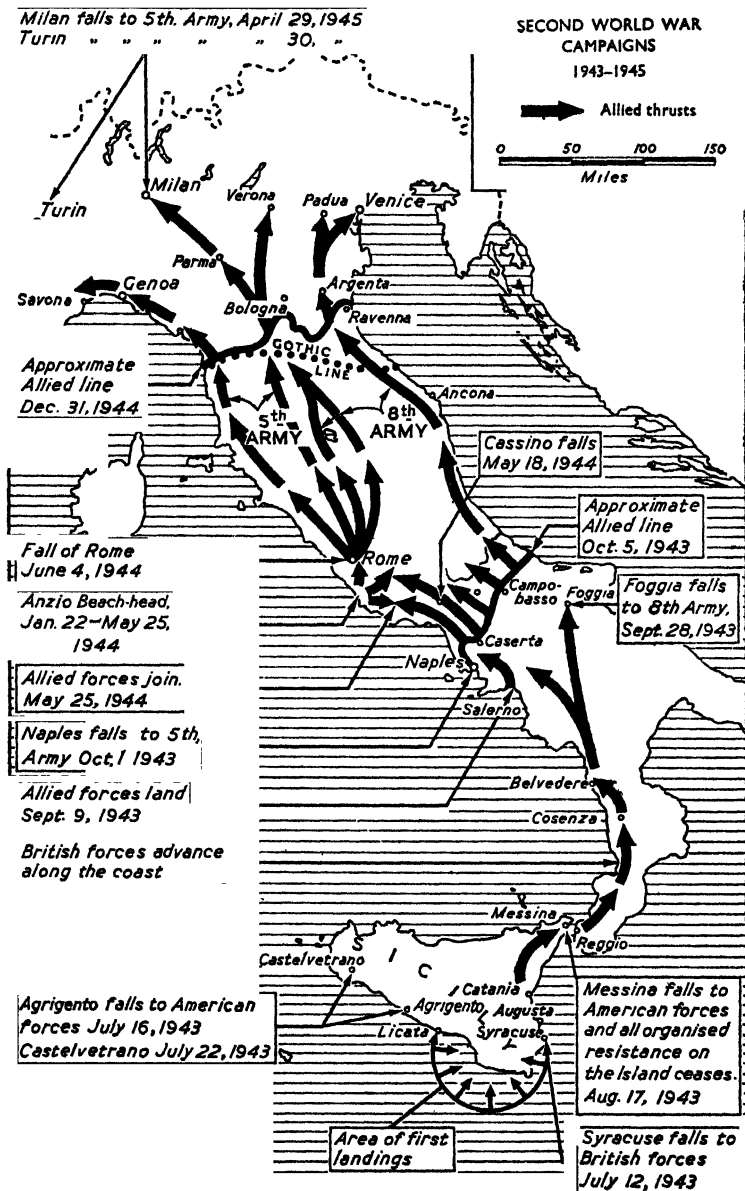 Milan falls to 5th. Army, April 29, 1945
Turin „ „ „ „ „ 30, „
SECOND WORLD WAR
CAMPAIGNS
1943–1945
Allied thrusts
0 50 100 150
Miles
Turin
Milan
Verona
Padua
Venice
Parma
Genoa
Savona
Argenta
Bologna
Ravenna
GOTHIC
LINE
Approximate
Allied line
Dec. 31, 1944
5th
ARMY
8th
ARMY
Ancona
Cassino falls
May 18, 1944
Approximate
Allied line
Oct. 5, 1943
Fall of Rome
June 4, 1944
Rome
Campo-
basso
Foggia
Foggia falls
to 8th Army,
Sept. 28, 1943
Anzio Beach-head,
Jan. 22–May 25,
1944
Caserta
Naples
Allied forces join.
May 25, 1944
Salerno
Naples falls to 5th,
Army Oct, 1 1943
Belvedere
Allied forces land
Sept. 9, 1943
Cosenza
British forces advance
along the coast
Messina
Reggio
S I C
Castelvetrano
Catania
Agrigento
Augusta
Licata
Syracuse
Y
Agrigento falls to American
forces July 16, 1943
Castelvetrano July 22, 1943
Messina falls to
American forces
and all organised
resistance on
the Island ceases.
Aug. 17, 1943
Area of first
landings
Syracuse falls to
British forces
July 12, 1943